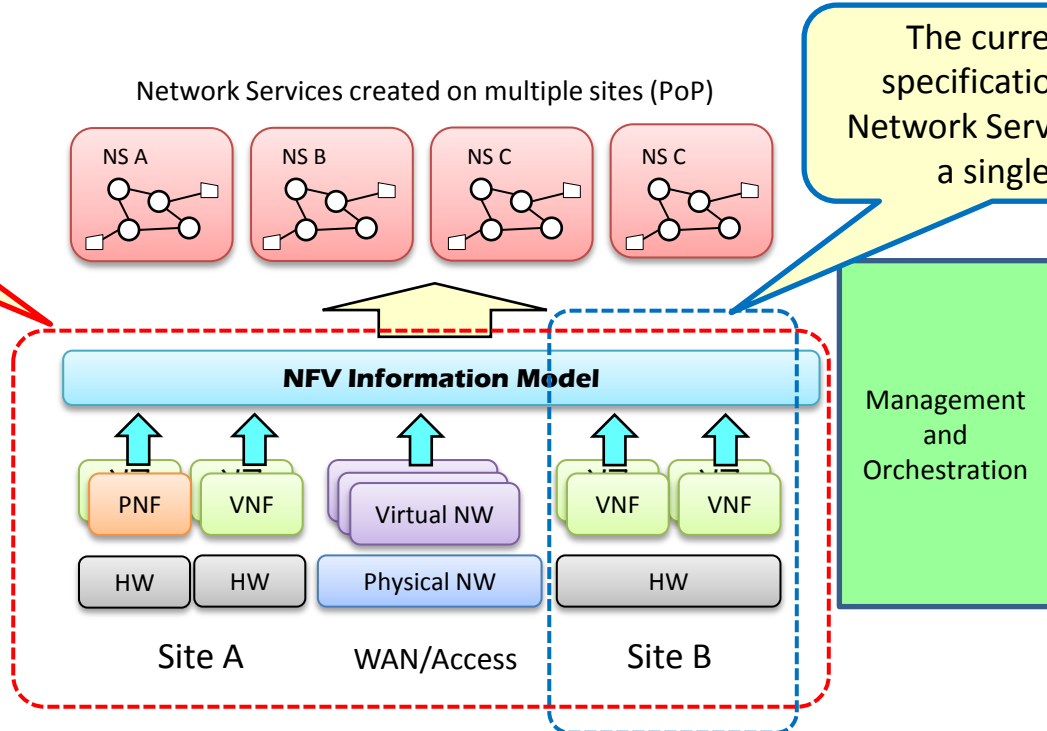 The curre
specificatio
Network Serv
a single
Network Services created on multiple sites (PoP)
NS A
NS B
NS C
NS C
NFV Information Model
Management
and
Orchestration
PNF
VNF
Virtual NW
VNF
VNF
HW
HW
Physical NW
HW
Site A
WAN/Access
Site B